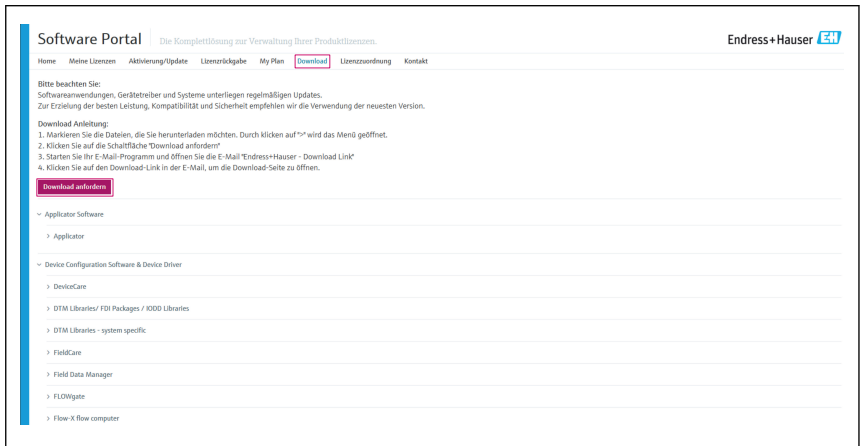 Software Portal
Die Komplettlösung zur Verwaltung Ihrer Produktlizenzen.
Endress+Hauser EH
Home Meine Lizenzen Aktivierung/Update Lizenzrückgabe My Plan Download Lizenzzuordnung Kontakt
Bitte beachten Sie:
Softwareanwendungen, Gerätetreiber und Systeme unterliegen regelmäßigen Updates.
Zur Erzielung der besten Leistung, Kompatibilität und Sicherheit empfehlen wir die Verwendung der neuesten Version.
Download Anleitung:
1. Markieren Sie die Dateien, die Sie herunterladen möchten. Durch klicken auf ">" wird das Menü geöffnet.
2. Klicken Sie auf die Schaltfläche "Download anfordern"
3. Starten Sie Ihr E-Mail-Programm und öffnen Sie die E-Mail "Endress+Hauser - Download Link"
4. Klicken Sie auf den Download-Link in der E-Mail, um die Download-Seite zu öffnen.
Download anfordern
Applicator Software
> Applicator
Device Configuration Software & Device Driver
> DeviceCare
> DTM Libraries/ FDI Packages / IODD Libraries
> DTM Libraries - system specific
> FieldCare
> Field Data Manager
> FLOWgate
> Flow-X flow computer